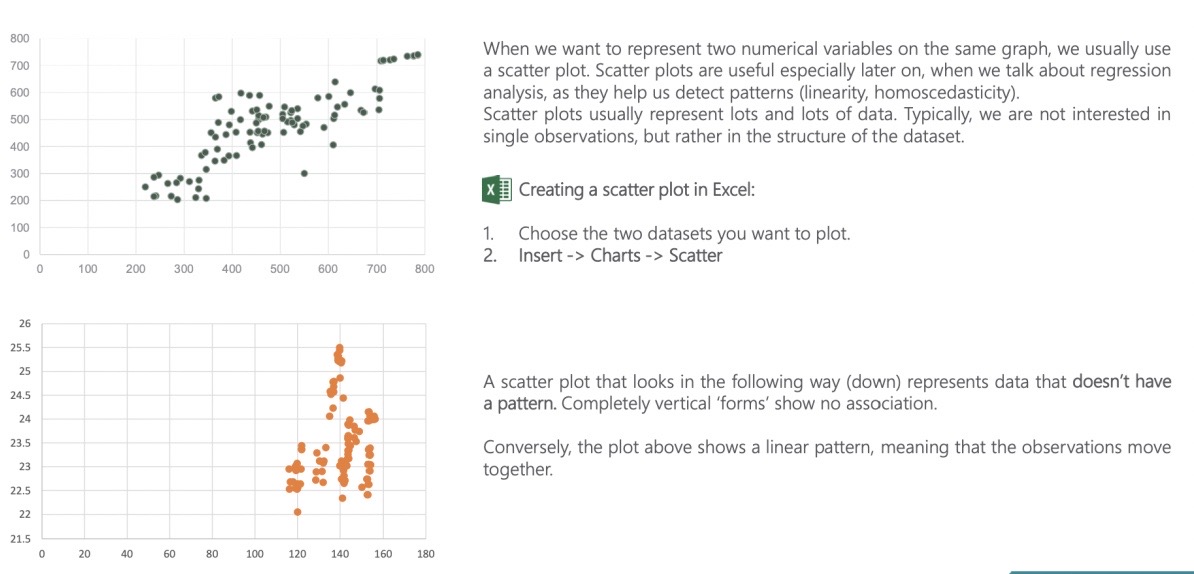 800
700
600
500
400
300
200
100
0
0 100 200 300 400 500 600 700 800
When we want to represent two numerical variables on the same graph, we usually use
a scatter plot. Scatter plots are useful especially later on, when we talk about regression
analysis, as they help us detect patterns (linearity, homoscedasticity).
Scatter plots usually represent lots and lots of data. Typically, we are not interested in
single observations, but rather in the structure of the dataset.
X Creating a scatter plot in Excel:
1. Choose the two datasets you want to plot.
2. Insert -> Charts -> Scatter
26
25.5
25
24.5
24
23.5
23
22.5
22
21.5
0 20 40 60 80 100 120 140 160 180
A scatter plot that looks in the following way (down) represents data that doesn't have
a pattern. Completely vertical 'forms' show no association.
Conversely, the plot above shows a linear pattern, meaning that the observations move
together.